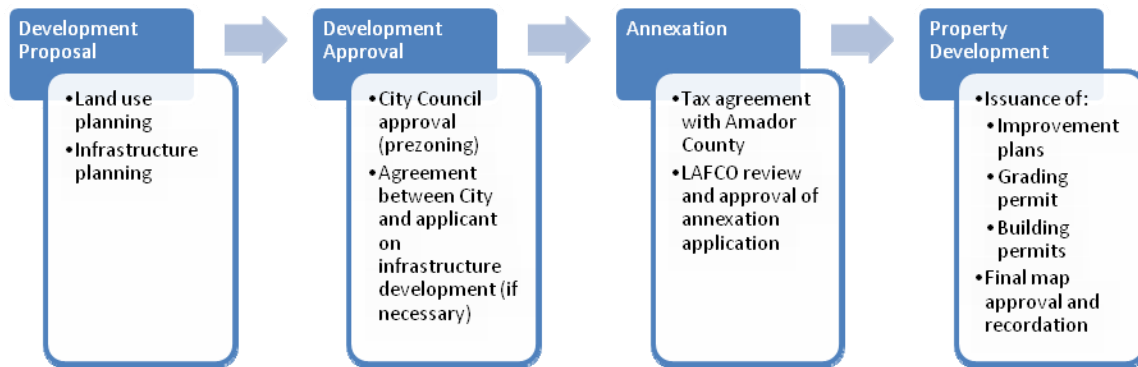 Development
Proposal
•Land use
planning
•Infrastructure
planning
Development
Approval
•City Council
approval
(prezoning)
•Agreement
between City
and applicant
on
infrastructure
development (if
necessary)
Annexation
•Tax agreement
with Amador
County
•LAFCO review
and approval of
annexation
application
Property
Development
•Issuance of:
•Improvement
plans
•Grading
permit
•Building
permits
•Final map
approval and
recordation